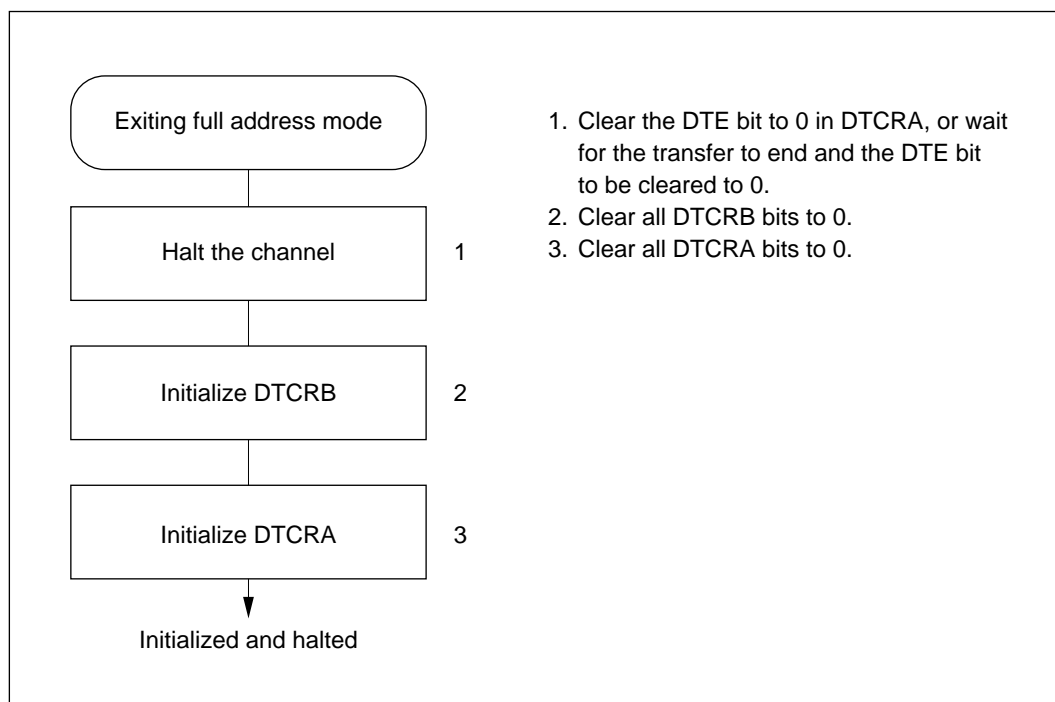 Exiting full address mode
Halt the channel
1
Initialize DTCRB
2
Initialize DTCRA
3
Initialized and halted
1. Clear the DTE bit to 0 in DTCRA, or wait
for the transfer to end and the DTE bit
to be cleared to 0.
2. Clear all DTCRB bits to 0.
3. Clear all DTCRA bits to 0.